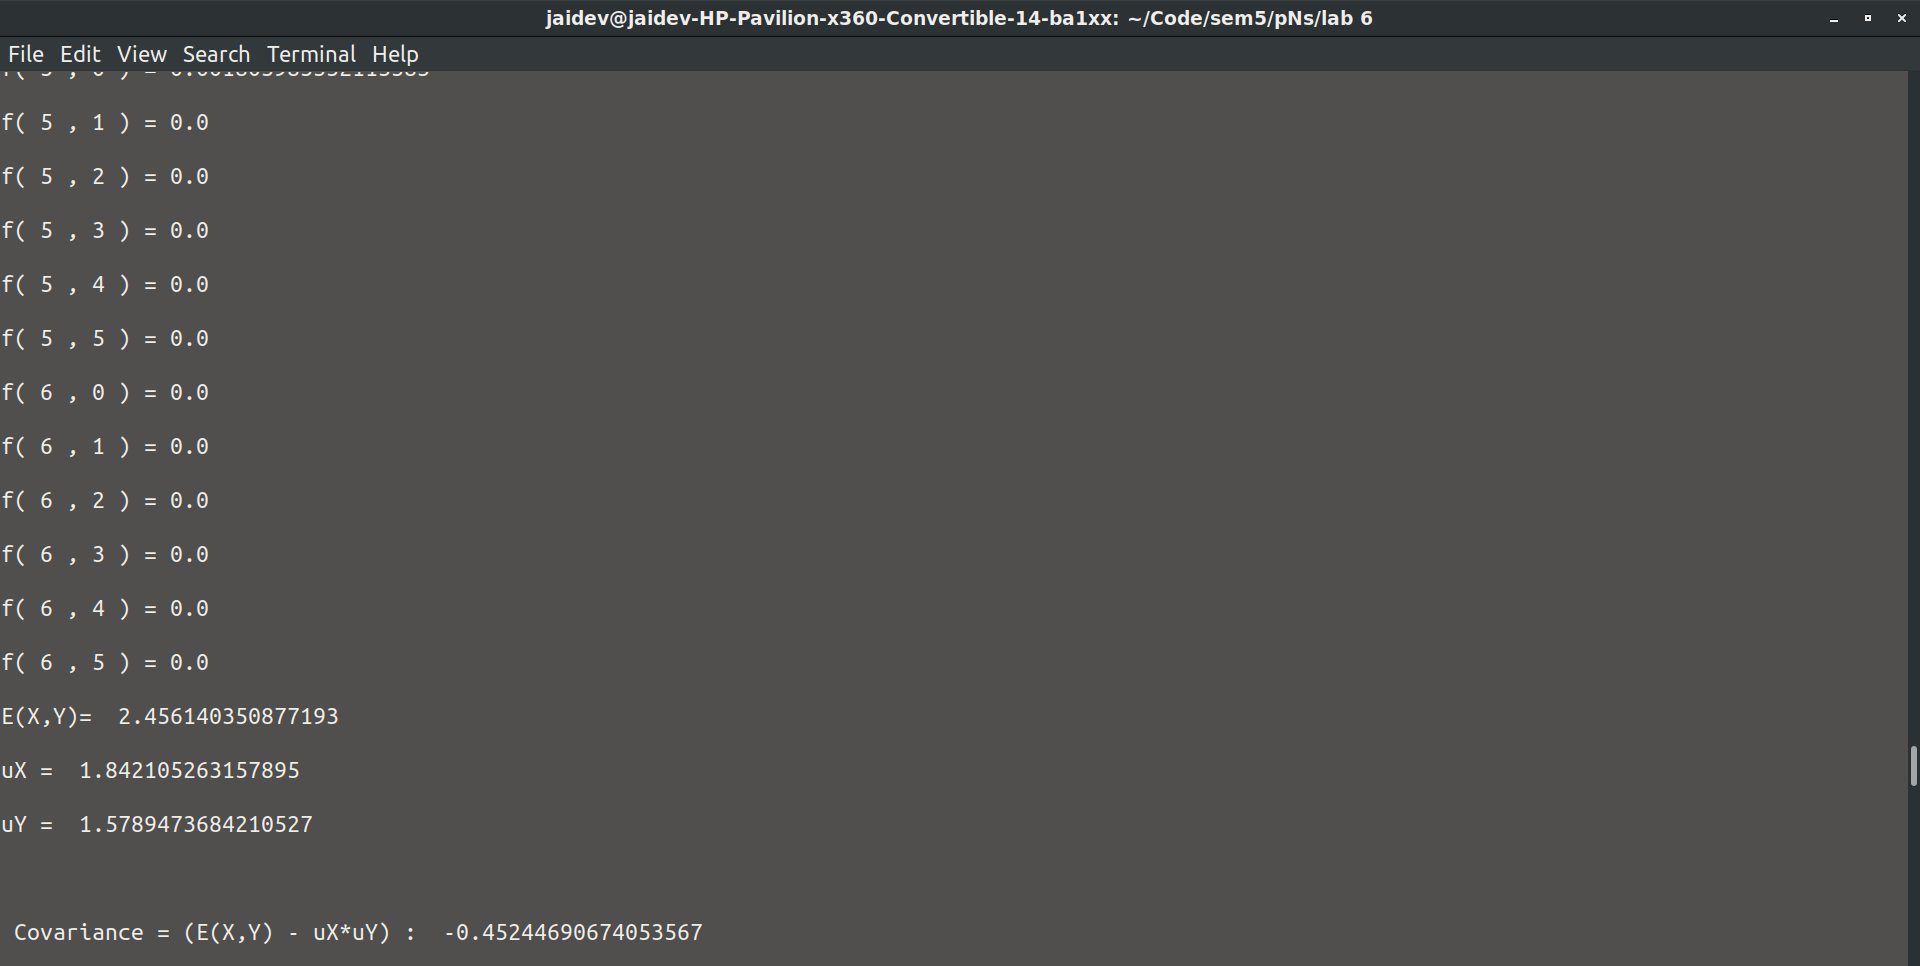 jaidev@jaidev-HP-Pavilion-x360-Convertible-14-ba1xx: ~/Code/sem5/pNs/lab 6
File Edit View Search Terminal Help
f( 5 , 0 ) =
f( 5 , 1 ) = 0.0
f( 5 , 2 ) = 0.0
f( 5 , 3 ) = 0.0
f( 5 , 4 ) = 0.0
f( 5 , 5 ) = 0.0
f( 6 , 0 ) = 0.0
f( 6 , 1 ) = 0.0
f( 6 , 2 ) = 0.0
f( 6 , 3 ) = 0.0
f( 6 , 4 ) = 0.0
f( 6 , 5 ) = 0.0
E(X,Y)=  2.456140350877193
uX =  1.842105263157895
uY =  1.5789473684210527
Covariance = (E(X,Y) - uX*uY) :  -0.45244690674053567